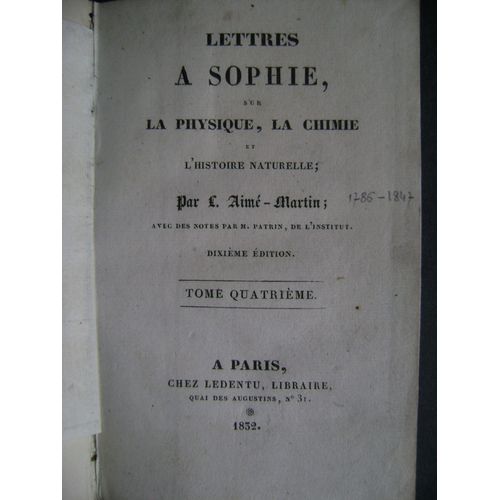 LETTRES
A SOPHIE,
SUR
LA PHYSIQUE, LA CHIMIE
ET
L'HISTOIRE NATURELLE;
Par L. Aimé-Martin; 1786-1847
AVEC DES NOTES PAR M. PATRIN, DE L'INSTITUT.
DIXIÈME ÉDITION.
TOME QUATRIÈME.
A PARIS,
CHEZ LEDENTU, LIBRAIRE,
QUAI DES AUGUSTINS, N° 31.
1832.